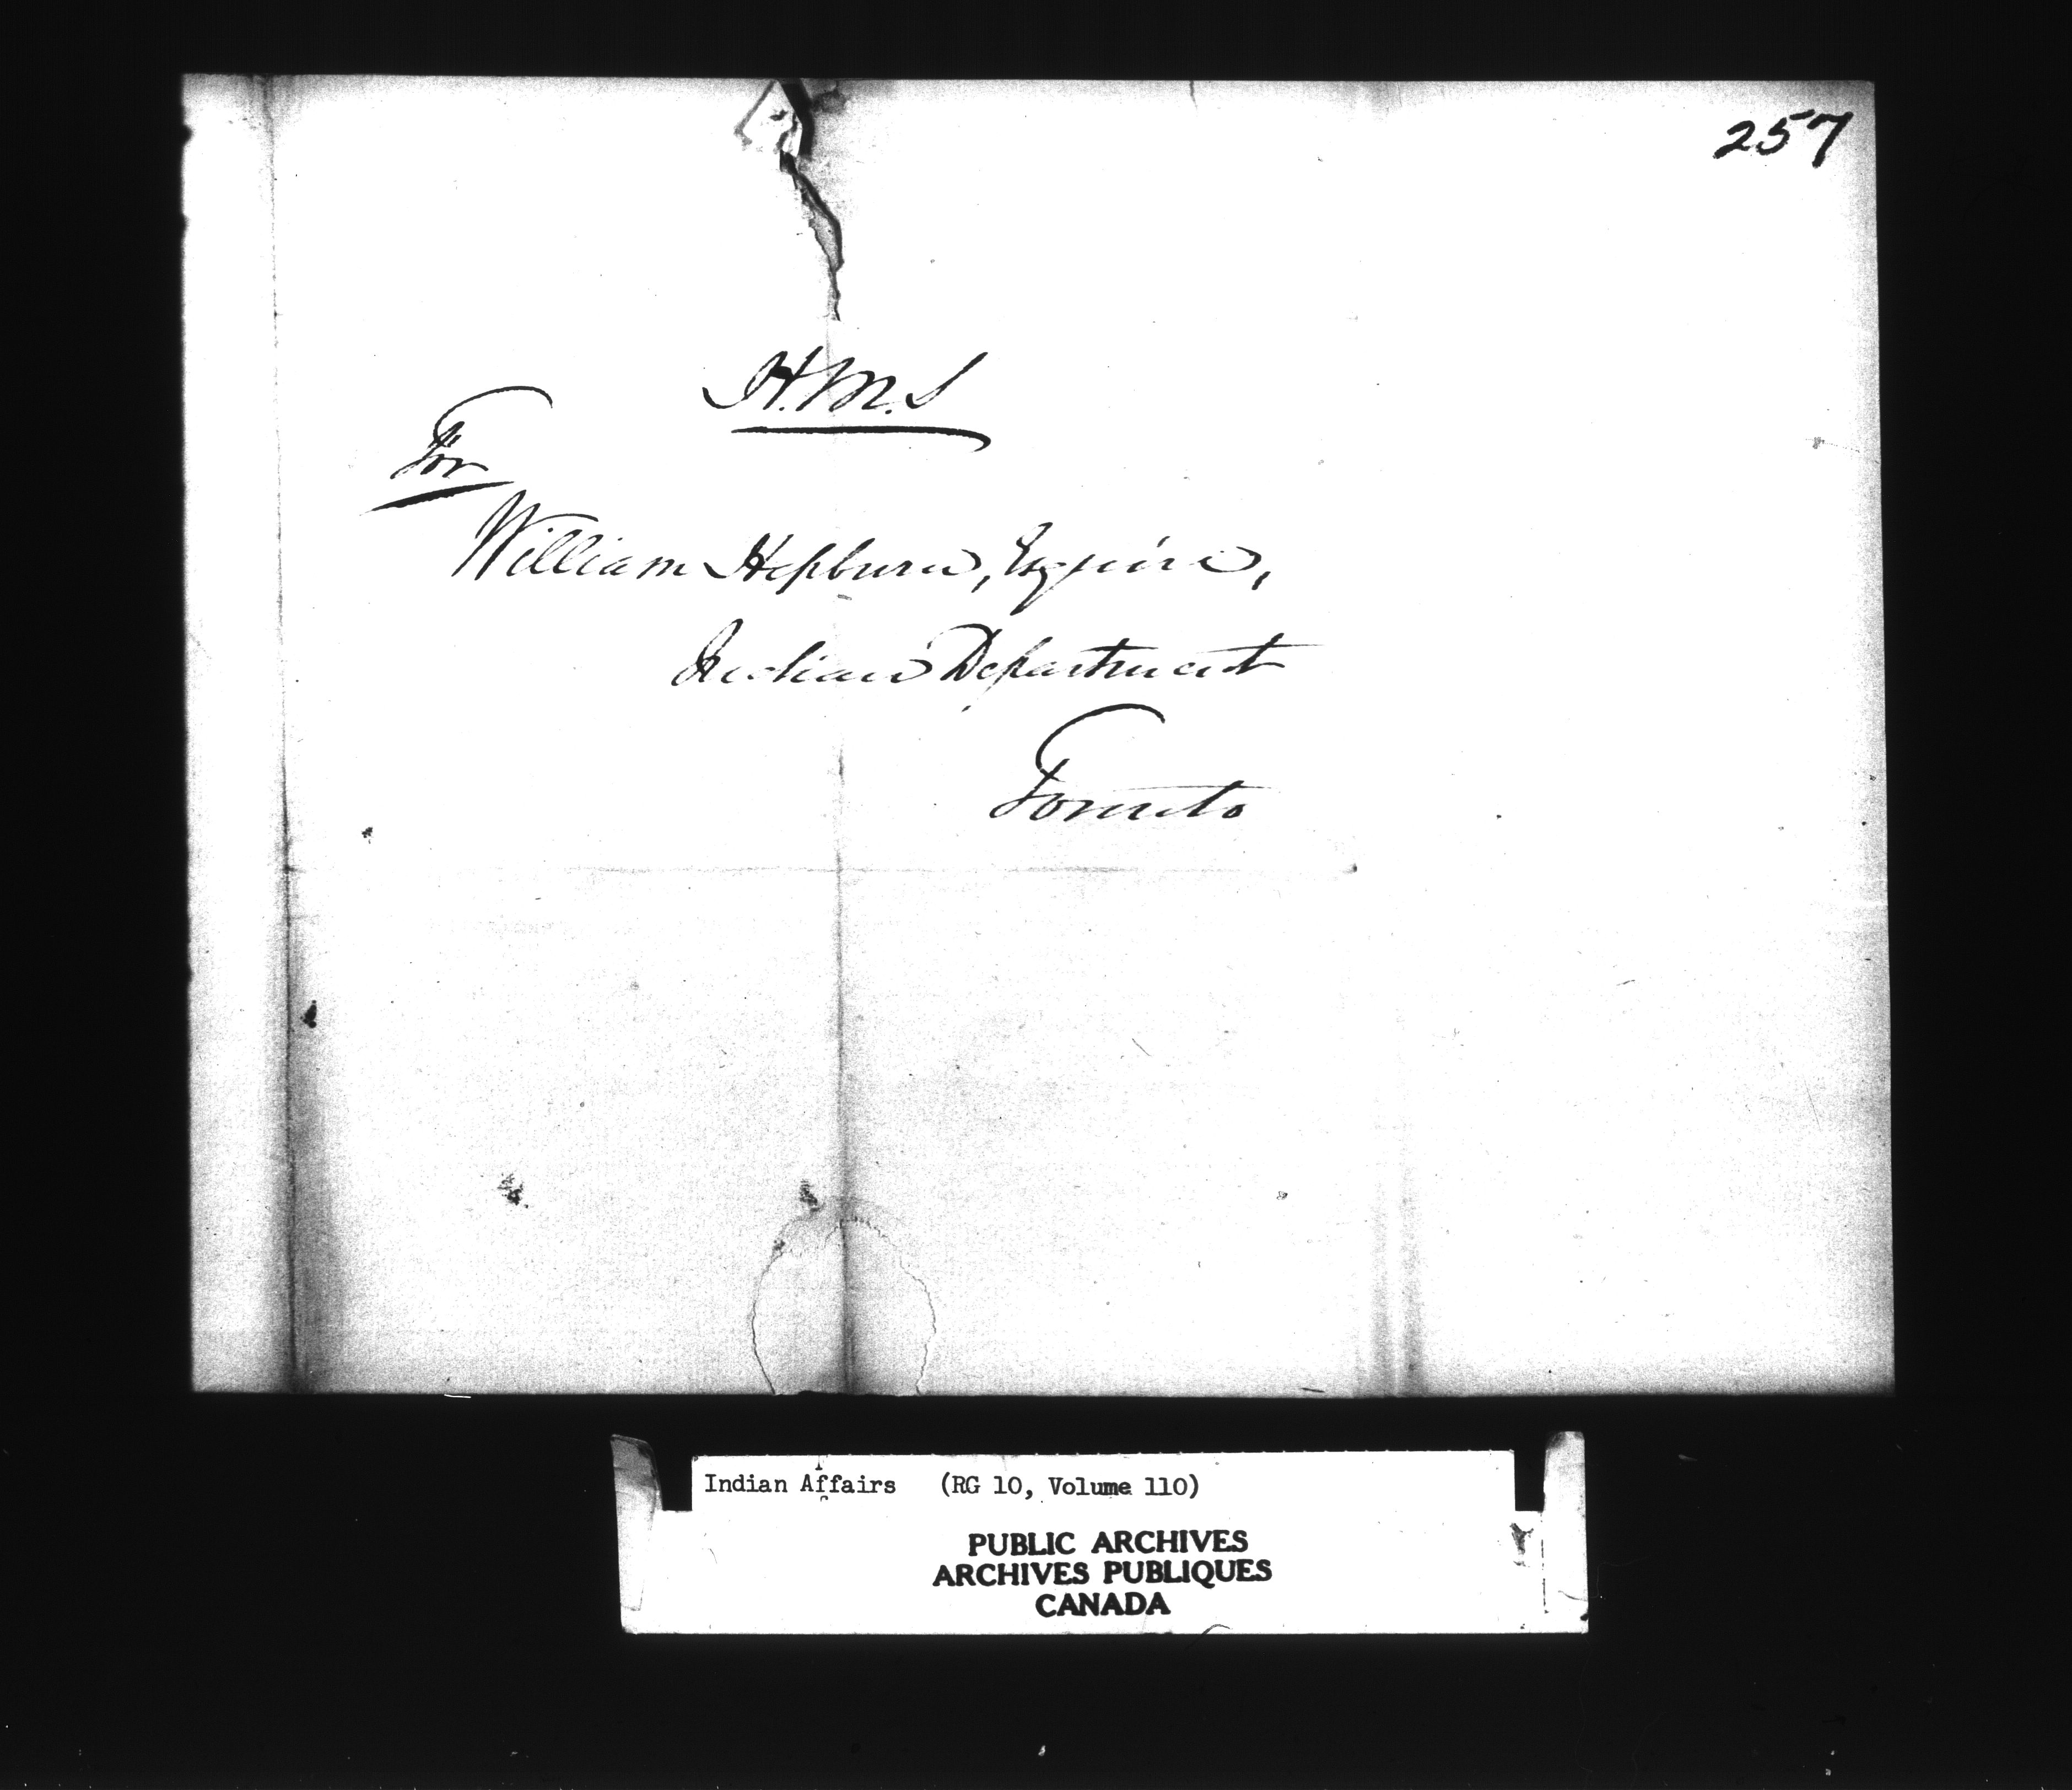 257
H.M.S
For
William Hepburn, Esquire,
Indian Department
Toronto
Indian Affairs (RG 10, Volume 110)
PUBLIC ARCHIVES
ARCHIVES PUBLIQUES
CANADA